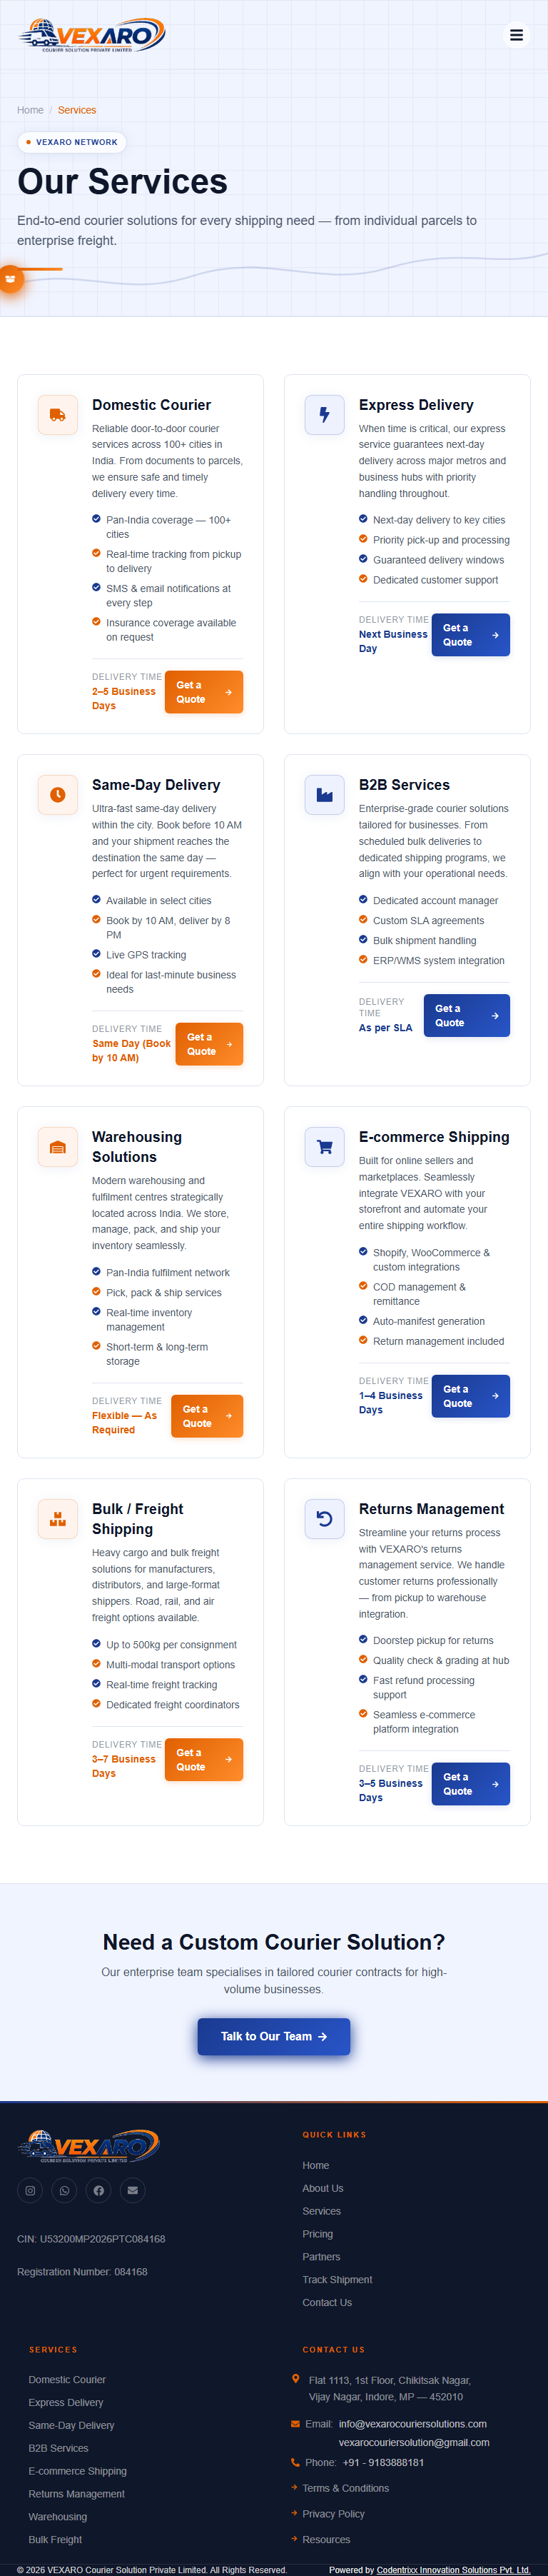 VEXARO
COURIER SOLUTION PRIVATE LIMITED
Home / Services
VEXARO NETWORK
Our Services
End-to-end courier solutions for every shipping need — from individual parcels to
enterprise freight.
Domestic Courier
Reliable door-to-door courier
services across 100+ cities in
India. From documents to parcels,
we ensure safe and timely
delivery every time.
Pan-India coverage — 100+
cities
Real-time tracking from pickup
to delivery
SMS & email notifications at
every step
Insurance coverage available
on request
DELIVERY TIME
2–5 Business
Days
Get a
Quote →
Express Delivery
When time is critical, our express
service guarantees next-day
delivery across major metros and
business hubs with priority
handling throughout.
Next-day delivery to key cities
Priority pick-up and processing
Guaranteed delivery windows
Dedicated customer support
DELIVERY TIME
Next Business
Day
Get a
Quote →
Same-Day Delivery
Ultra-fast same-day delivery
within the city. Book before 10 AM
and your shipment reaches the
destination the same day —
perfect for urgent requirements.
Available in select cities
Book by 10 AM, deliver by 8
PM
Live GPS tracking
Ideal for last-minute business
needs
DELIVERY TIME
Same Day (Book
by 10 AM)
Get a
Quote →
B2B Services
Enterprise-grade courier solutions
tailored for businesses. From
scheduled bulk deliveries to
dedicated shipping programs, we
align with your operational needs.
Dedicated account manager
Custom SLA agreements
Bulk shipment handling
ERP/WMS system integration
DELIVERY
TIME
As per SLA
Get a
Quote →
Warehousing
Solutions
Modern warehousing and
fulfilment centres strategically
located across India. We store,
manage, pack, and ship your
inventory seamlessly.
Pan-India fulfilment network
Pick, pack & ship services
Real-time inventory
management
Short-term & long-term
storage
DELIVERY TIME
Flexible — As
Required
Get a
Quote →
E-commerce Shipping
Built for online sellers and
marketplaces. Seamlessly
integrate VEXARO with your
storefront and automate your
entire shipping workflow.
Shopify, WooCommerce &
custom integrations
COD management &
remittance
Auto-manifest generation
Return management included
DELIVERY TIME
1–4 Business
Days
Get a
Quote →
Bulk / Freight
Shipping
Heavy cargo and bulk freight
solutions for manufacturers,
distributors, and large-format
shippers. Road, rail, and air
freight options available.
Up to 500kg per consignment
Multi-modal transport options
Real-time freight tracking
Dedicated freight coordinators
DELIVERY TIME
3–7 Business
Days
Get a
Quote →
Returns Management
Streamline your returns process
with VEXARO's returns
management service. We handle
customer returns professionally
— from pickup to warehouse
integration.
Doorstep pickup for returns
Quality check & grading at hub
Fast refund processing
support
Seamless e-commerce
platform integration
DELIVERY TIME
3–5 Business
Days
Get a
Quote →
Need a Custom Courier Solution?
Our enterprise team specialises in tailored courier contracts for high-
volume businesses.
Talk to Our Team →
VEXARO
COURIER SOLUTION PRIVATE LIMITED
CIN: U53200MP2026PTC084168
Registration Number: 084168
QUICK LINKS
Home
About Us
Services
Pricing
Partners
Track Shipment
Contact Us
SERVICES
Domestic Courier
Express Delivery
Same-Day Delivery
B2B Services
E-commerce Shipping
Returns Management
Warehousing
Bulk Freight
CONTACT US
Flat 1113, 1st Floor, Chikitsak Nagar,
Vijay Nagar, Indore, MP — 452010
Email: info@vexarocouriersolutions.com
vexarocouriersolution@gmail.com
Phone: +91 - 9183888181
→ Terms & Conditions
→ Privacy Policy
→ Resources
© 2026 VEXARO Courier Solution Private Limited. All Rights Reserved.
Powered by Codentrixx Innovation Solutions Pvt. Ltd.